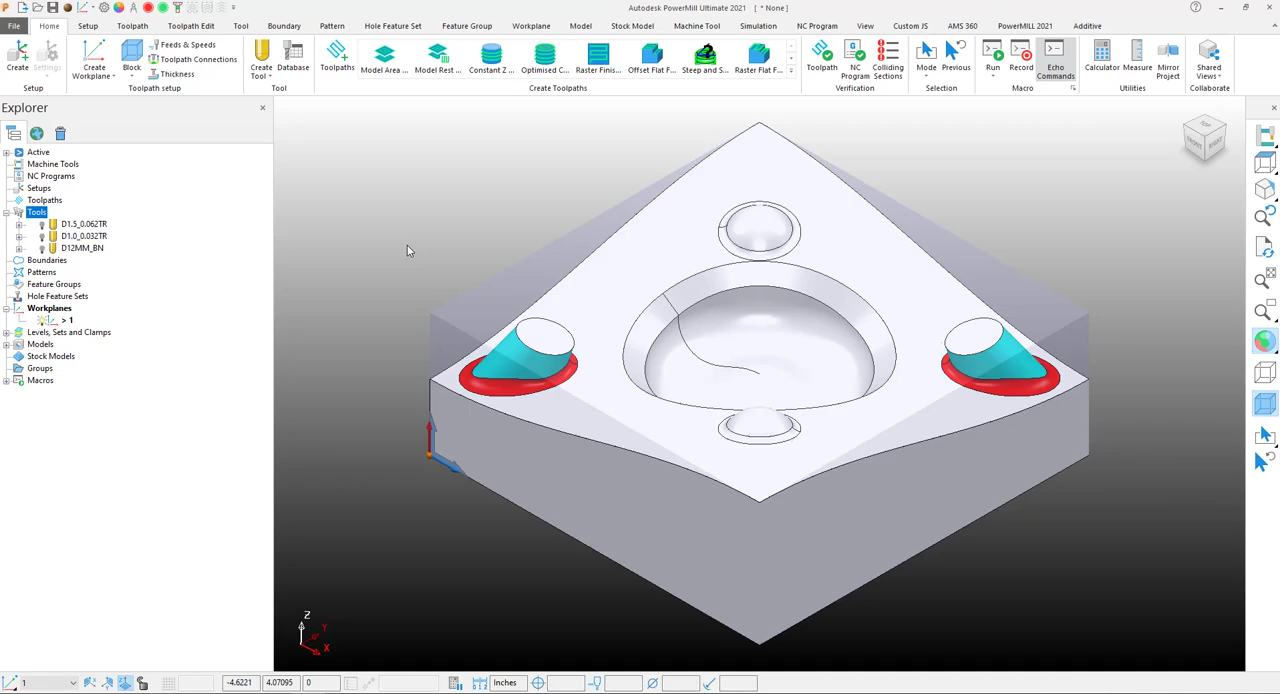 Autodesk PowerMill Ultimate 2021 [ * None ]
File Home Setup Toolpath Toolpath Edit Tool Boundary Pattern Hole Feature Set Feature Group Workplane Model Stock Model Machine Tool Simulation NC Program View Custom JS AMS 360 PowerMILL 2021 Additive
Create Settings... Create Workplane Block Feeds & Speeds Toolpath Connections Thickness Create Tool Database Toolpaths Model Area ... Model Rest ... Constant Z ... Optimised C... Raster Finis... Offset Flat F... Steep and S... Raster Flat F... Toolpath NC Program Colliding Sections Mode Previous Run Record Echo Commands Calculator Measure Mirror Project Shared Views
Setup Toolpath setup Tool Create Toolpaths Verification Selection Macro Utilities Collaborate
Explorer
Active
Machine Tools
NC Programs
Setups
Toolpaths
Tools
D1.5_0.062TR
D1.0_0.032TR
D12MM_BN
Boundaries
Patterns
Feature Groups
Hole Feature Sets
Workplanes
> 1
Levels, Sets and Clamps
Models
Stock Models
Groups
Macros
TOP
FRONT RIGHT
Z
Y
X
1 -4.6221 4.07095 0 Inches